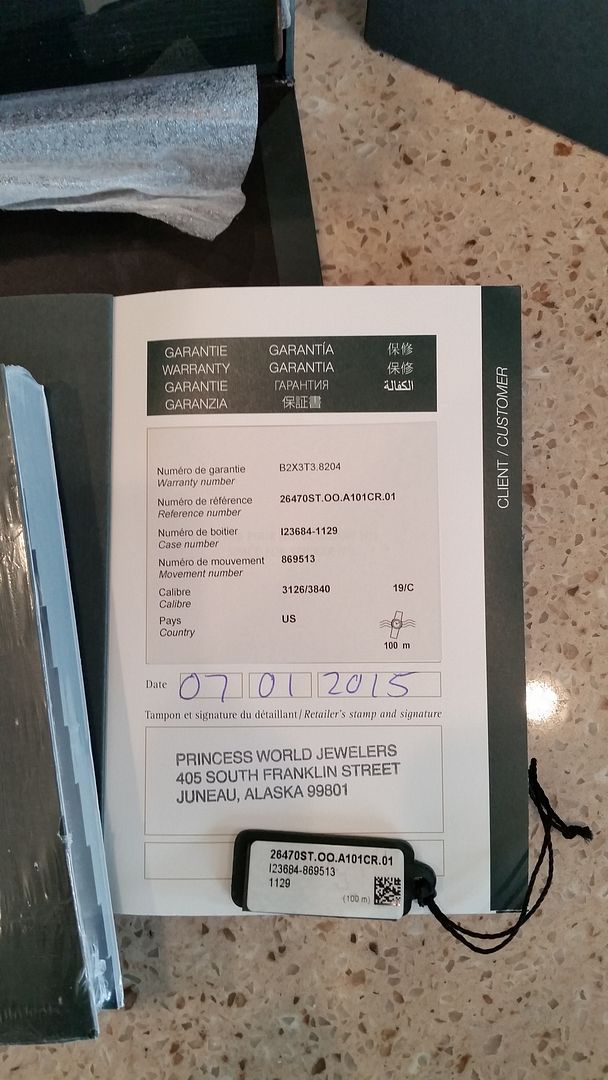 GARANTIE GARANTÍA 保修
WARRANTY GARANTIA 保修
GARANTIE ГАРАНТИЯ الكفالة
GARANZIA 保証書
CLIENT / CUSTOMER
Numéro de garantie B2X3T3.8204
Warranty number
Numéro de référence 26470ST.OO.A101CR.01
Reference number
Numéro de boitier I23684-1129
Case number
Numéro de mouvement 869513
Movement number
Calibre 3126/3840 19/C
Calibre
Pays US
Country
100 m
Date 07 01 2015
Tampon et signature du détaillant / Retailer's stamp and signature
PRINCESS WORLD JEWELERS
405 SOUTH FRANKLIN STREET
JUNEAU, ALASKA 99801
26470ST.OO.A101CR.01
I23684-869513
1129
(100 m)